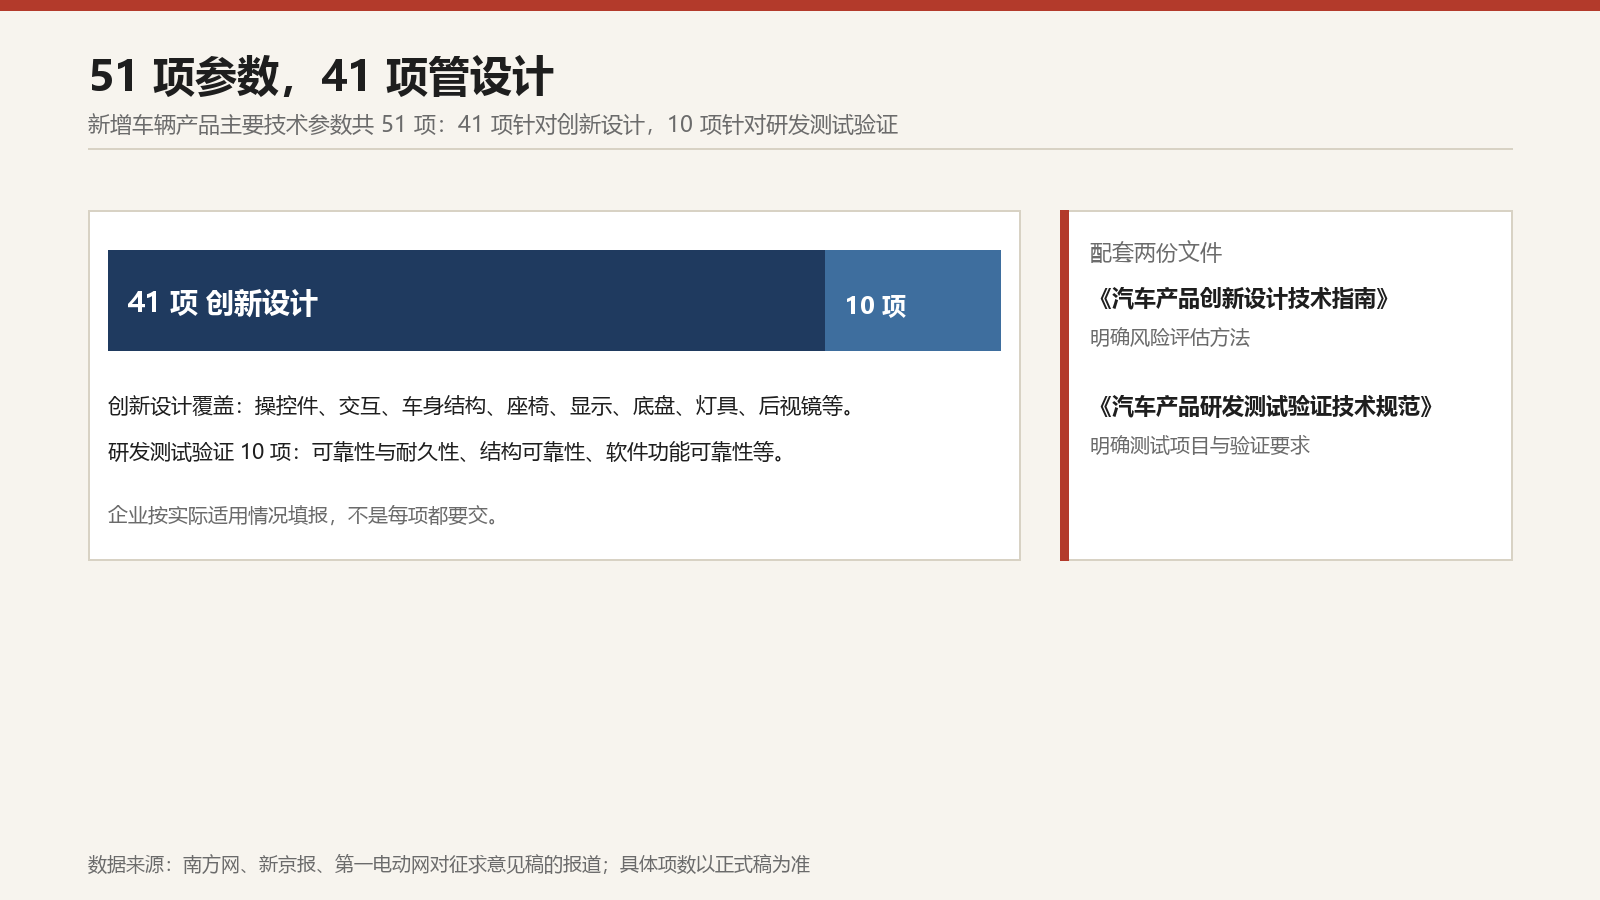 51 项参数，41 项管设计
新增车辆产品主要技术参数共 51 项：41 项针对创新设计，10 项针对研发测试验证
41 项 创新设计
10 项
创新设计覆盖：操控件、交互、车身结构、座椅、显示、底盘、灯具、后视镜等。
研发测试验证 10 项：可靠性与耐久性、结构可靠性、软件功能可靠性等。
企业按实际适用情况填报，不是每项都要交。
配套两份文件
《汽车产品创新设计技术指南》
明确风险评估方法
《汽车产品研发测试验证技术规范》
明确测试项目与验证要求
数据来源：南方网、新京报、第一电动网对征求意见稿的报道；具体项数以正式稿为准